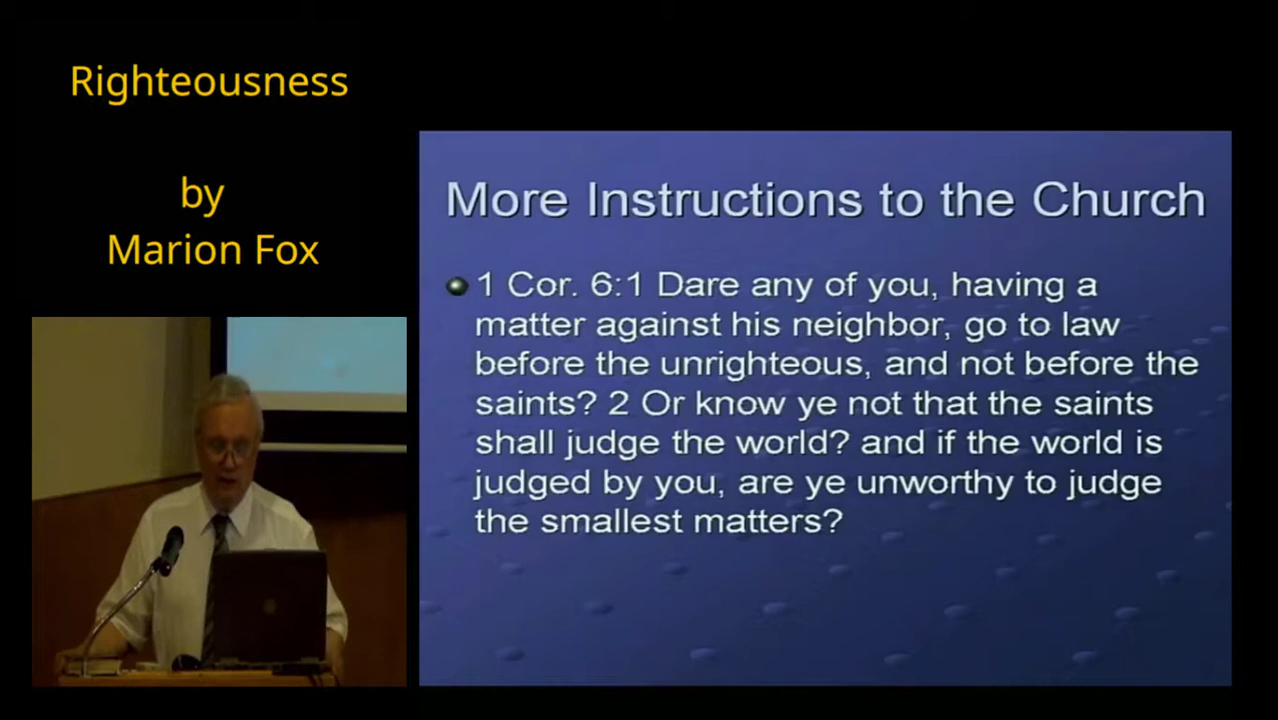 Righteousness
by
Marion Fox
More Instructions to the Church
1 Cor. 6:1 Dare any of you, having a
matter against his neighbor, go to law
before the unrighteous, and not before the
saints? 2 Or know ye not that the saints
shall judge the world? and if the world is
judged by you, are ye unworthy to judge
the smallest matters?